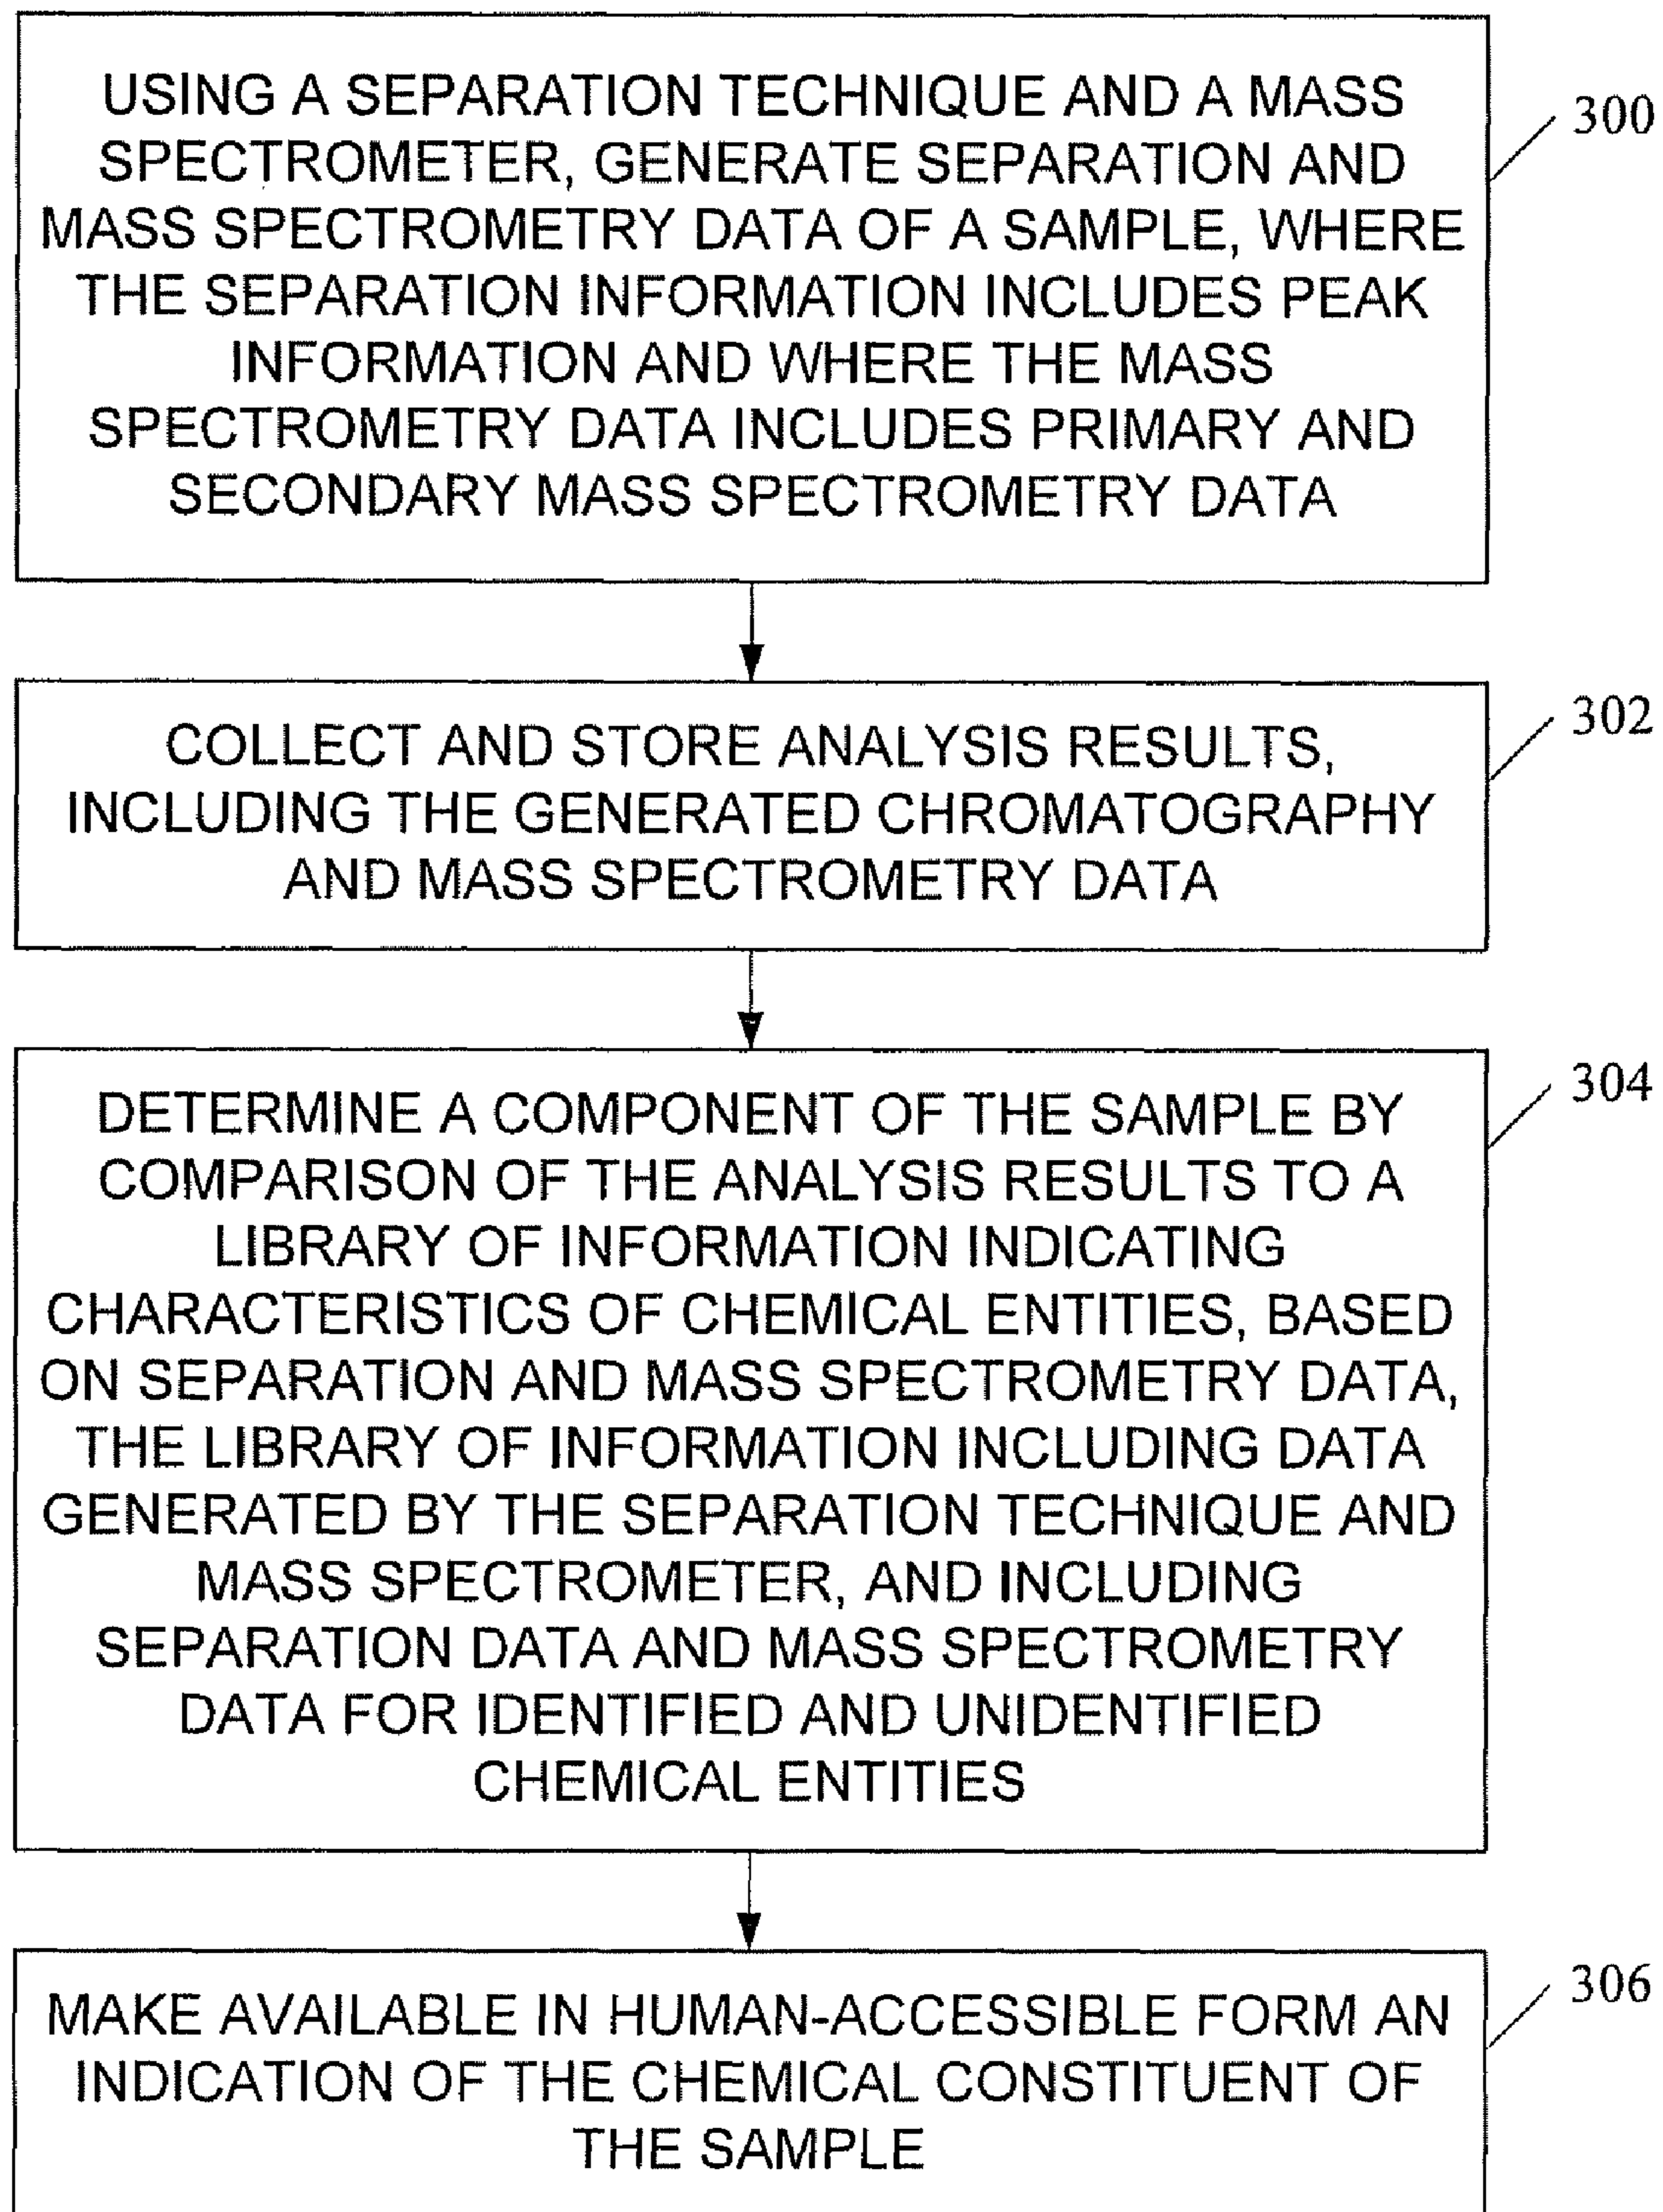 USING A SEPARATION TECHNIQUE AND A MASS
SPECTROMETER, GENERATE SEPARATION AND
MASS SPECTROMETRY DATA OF A SAMPLE, WHERE
THE SEPARATION INFORMATION INCLUDES PEAK
INFORMATION AND WHERE THE MASS
SPECTROMETRY DATA INCLUDES PRIMARY AND
SECONDARY MASS SPECTROMETRY DATA
300
COLLECT AND STORE ANALYSIS RESULTS,
INCLUDING THE GENERATED CHROMATOGRAPHY
AND MASS SPECTROMETRY DATA
302
DETERMINE A COMPONENT OF THE SAMPLE BY
COMPARISON OF THE ANALYSIS RESULTS TO A
LIBRARY OF INFORMATION INDICATING
CHARACTERISTICS OF CHEMICAL ENTITIES, BASED
ON SEPARATION AND MASS SPECTROMETRY DATA,
THE LIBRARY OF INFORMATION INCLUDING DATA
GENERATED BY THE SEPARATION TECHNIQUE AND
MASS SPECTROMETER, AND INCLUDING
SEPARATION DATA AND MASS SPECTROMETRY
DATA FOR IDENTIFIED AND UNIDENTIFIED
CHEMICAL ENTITIES
304
MAKE AVAILABLE IN HUMAN-ACCESSIBLE FORM AN
INDICATION OF THE CHEMICAL CONSTITUENT OF
THE SAMPLE
306